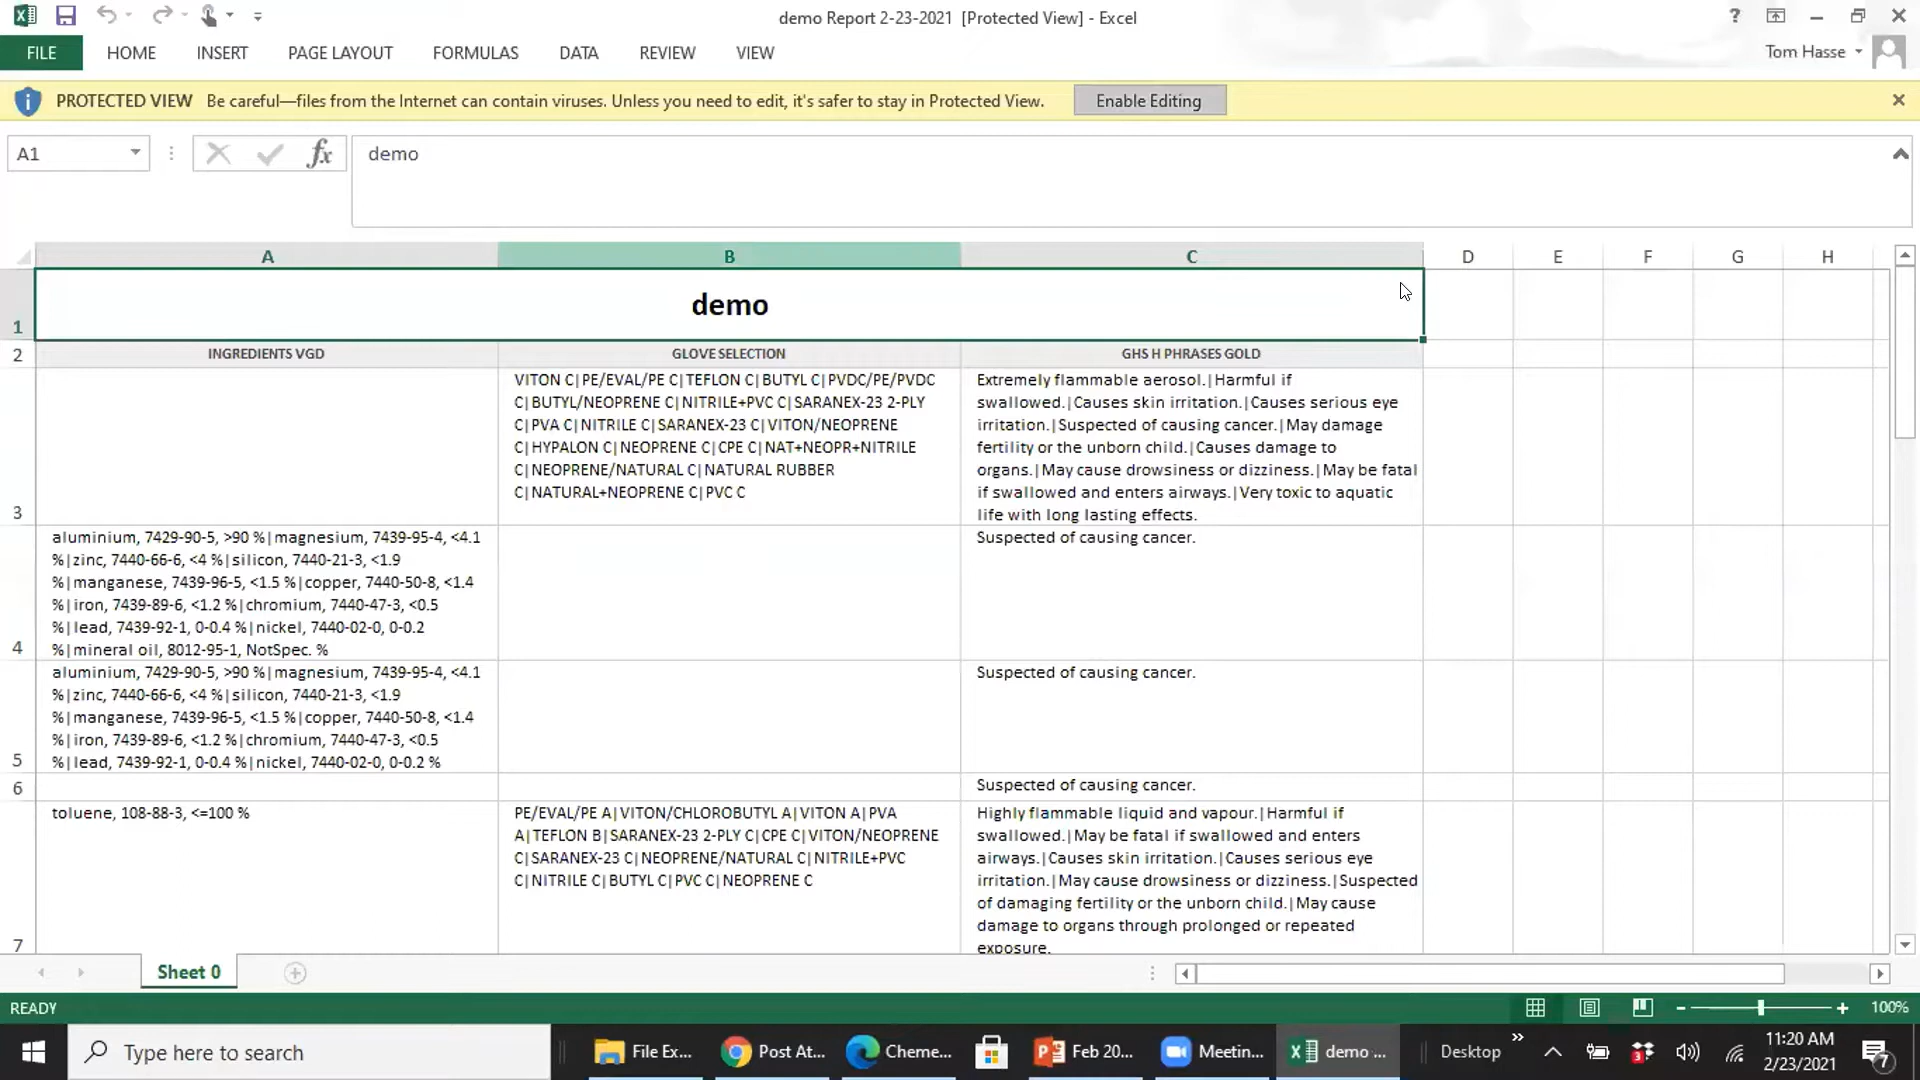 demo Report 2-23-2021 [Protected View] - Excel
?
FILE HOME INSERT PAGE LAYOUT FORMULAS DATA REVIEW VIEW
Tom Hasse
PROTECTED VIEW Be careful—files from the Internet can contain viruses. Unless you need to edit, it's safer to stay in Protected View. Enable Editing
A1 fx demo
A B C D E F G H
1 demo
2 INGREDIENTS VGD GLOVE SELECTION GHS H PHRASES GOLD
VITON C|PE/EVAL/PE C|TEFLON C|BUTYL C|PVDC/PE/PVDC
C|BUTYL/NEOPRENE C|NITRILE+PVC C|SARANEX-23 2-PLY
C|PVA C|NITRILE C|SARANEX-23 C|VITON/NEOPRENE
C|HYPALON C|NEOPRENE C|CPE C|NAT+NEOPR+NITRILE
C|NEOPRENE/NATURAL C|NATURAL RUBBER
C|NATURAL+NEOPRENE C|PVC C
Extremely flammable aerosol.|Harmful if
swallowed.|Causes skin irritation.|Causes serious eye
irritation.|Suspected of causing cancer.|May damage
fertility or the unborn child.|Causes damage to
organs.|May cause drowsiness or dizziness.|May be fatal
if swallowed and enters airways.|Very toxic to aquatic
life with long lasting effects.
3
aluminium, 7429-90-5, >90 %|magnesium, 7439-95-4, <4.1
%|zinc, 7440-66-6, <4 %|silicon, 7440-21-3, <1.9
%|manganese, 7439-96-5, <1.5 %|copper, 7440-50-8, <1.4
%|iron, 7439-89-6, <1.2 %|chromium, 7440-47-3, <0.5
%|lead, 7439-92-1, 0-0.4 %|nickel, 7440-02-0, 0-0.2
%|mineral oil, 8012-95-1, NotSpec. %
Suspected of causing cancer.
4
aluminium, 7429-90-5, >90 %|magnesium, 7439-95-4, <4.1
%|zinc, 7440-66-6, <4 %|silicon, 7440-21-3, <1.9
%|manganese, 7439-96-5, <1.5 %|copper, 7440-50-8, <1.4
%|iron, 7439-89-6, <1.2 %|chromium, 7440-47-3, <0.5
%|lead, 7439-92-1, 0-0.4 %|nickel, 7440-02-0, 0-0.2 %
Suspected of causing cancer.
5
6 Suspected of causing cancer.
toluene, 108-88-3, <=100 %
PE/EVAL/PE A|VITON/CHLOROBUTYL A|VITON A|PVA
A|TEFLON B|SARANEX-23 2-PLY C|CPE C|VITON/NEOPRENE
C|SARANEX-23 C|NEOPRENE/NATURAL C|NITRILE+PVC
C|NITRILE C|BUTYL C|PVC C|NEOPRENE C
Highly flammable liquid and vapour.|Harmful if
swallowed.|May be fatal if swallowed and enters
airways.|Causes skin irritation.|Causes serious eye
irritation.|May cause drowsiness or dizziness.|Suspected
of damaging fertility or the unborn child.|May cause
damage to organs through prolonged or repeated
exposure.
7
Sheet 0
READY 100%
Type here to search File Ex... Post At... Cheme... Feb 20... Meetin... demo ... Desktop
11:20 AM
2/23/2021
7